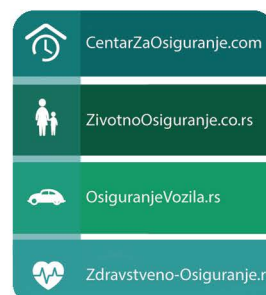 CentarZaOsiguranje.com
ZivotnoOsiguranje.co.rs
OsiguranjeVozila.rs
Zdravstveno-Osiguranje.r